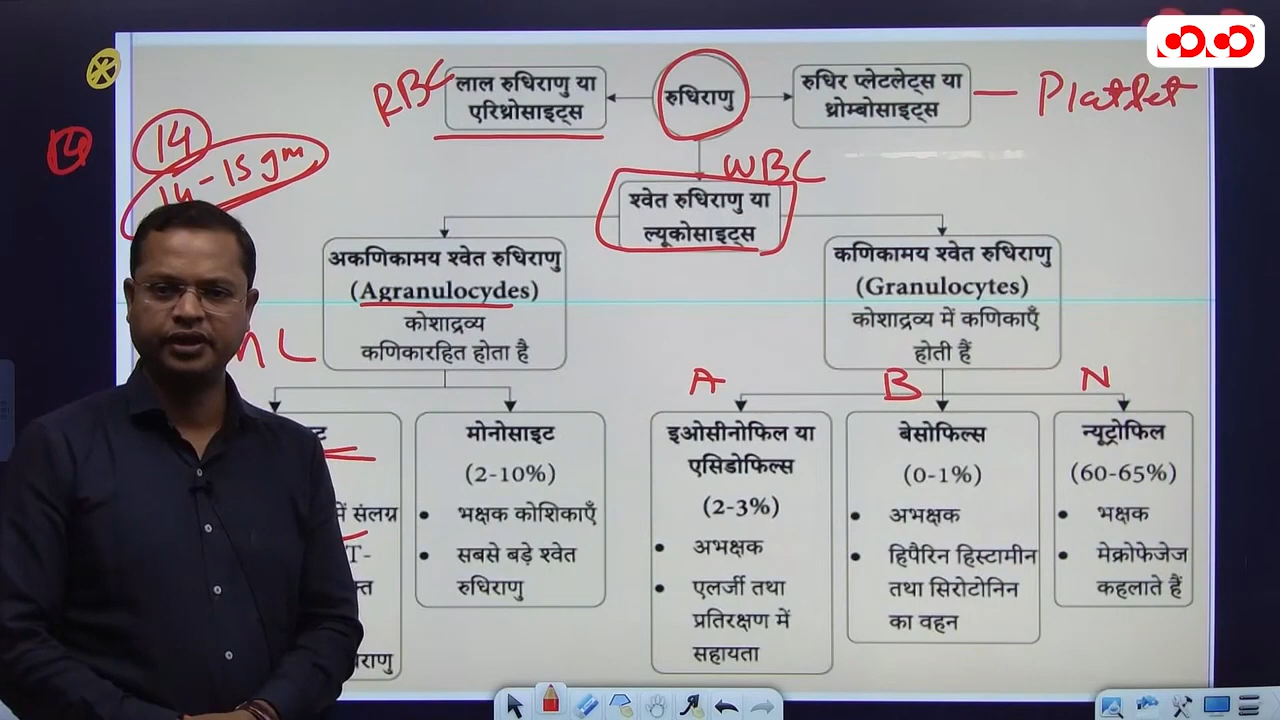 RBC
लाल रुधिराणु या
एरिथ्रोसाइट्स
रुधिराणु
रुधिर प्लेटलेट्स या
थ्रोम्बोसाइट्स
Platlet
14
14
14-15 gm
WBC
श्वेत रुधिराणु या
ल्यूकोसाइट्स
अकणिकामय श्वेत रुधिराणु
(Agranulocydes)
कोशाद्रव्य
कणिकारहित होता है
कणिकामय श्वेत रुधिराणु
(Granulocytes)
कोशाद्रव्य में कणिकाएँ
होती हैं
L
A
B
N
मोनोसाइट
(2-10%)
भक्षक कोशिकाएँ
सबसे बड़े श्वेत
रुधिराणु
में संलग्न
T-
इओसीनोफिल या
एसिडोफिल्स
(2-3%)
अभक्षक
एलर्जी तथा
प्रतिरक्षण में
सहायता
बेसोफिल्स
(0-1%)
अभक्षक
हिपैरिन हिस्टामीन
तथा सिरोटोनिन
का वहन
न्यूट्रोफिल
(60-65%)
भक्षक
मेक्रोफेजेज
कहलाते हैं